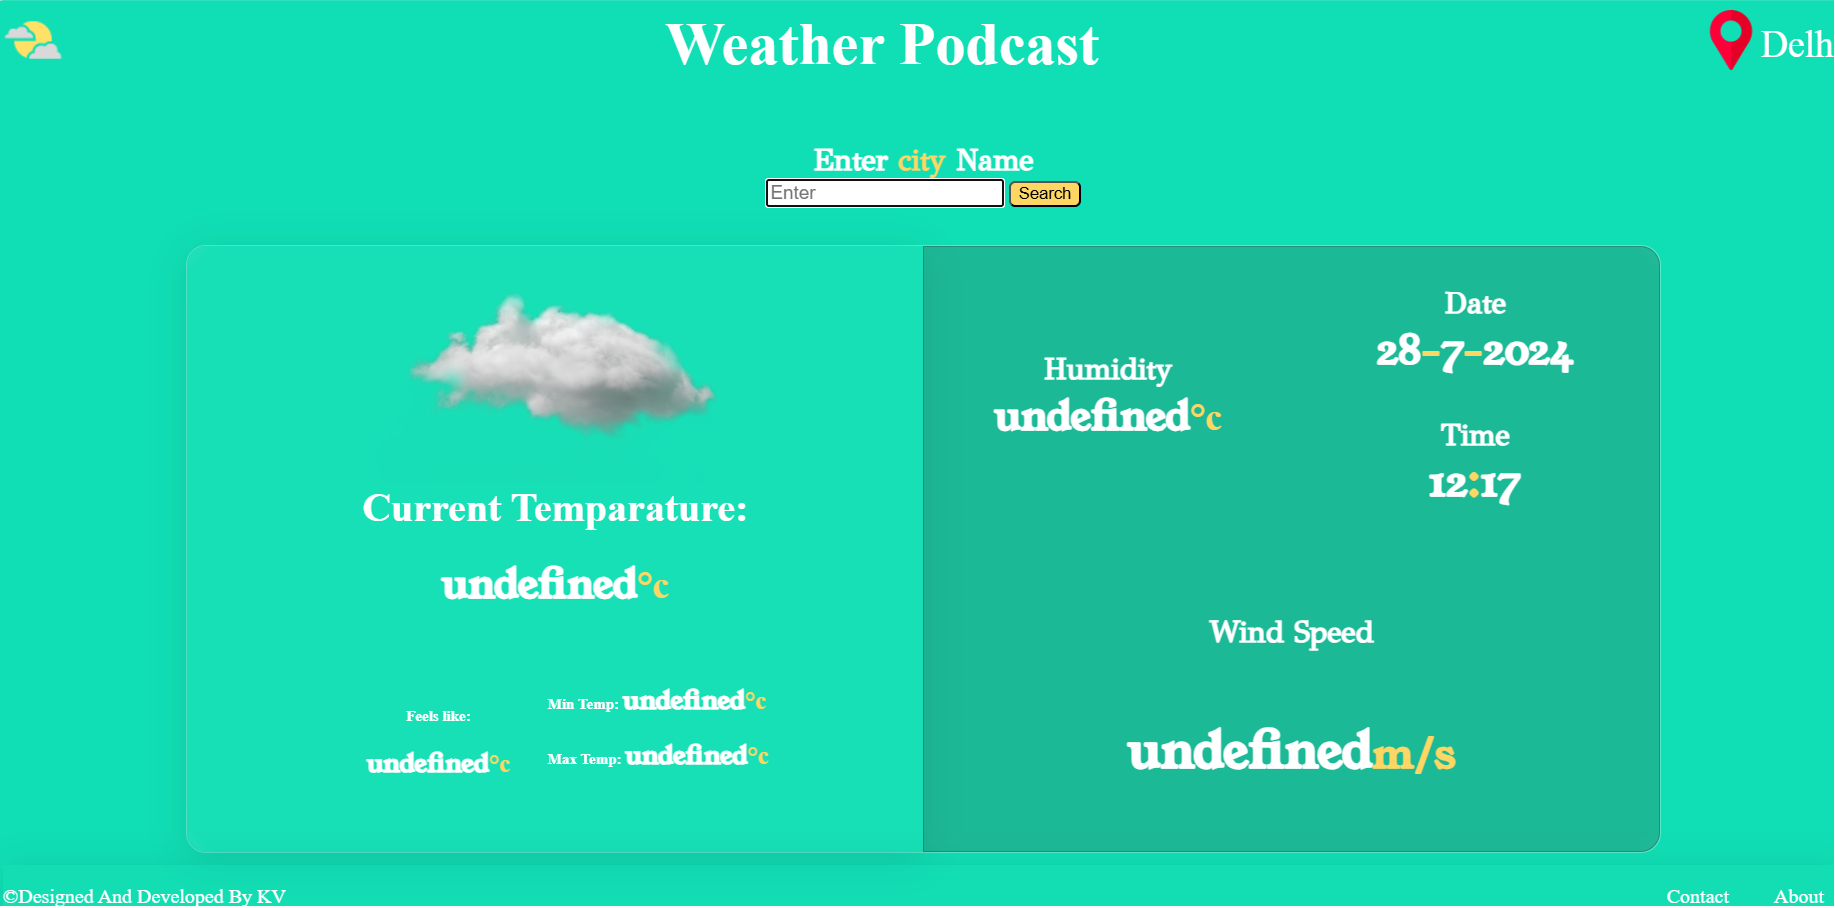 Weather Podcast
Delh
Enter city Name
Enter
Search
Current Temparature:
undefined°c
Feels like:
undefined°c
Min Temp: undefined°c
Max Temp: undefined°c
Humidity
undefined°c
Date
28-7-2024
Time
12:17
Wind Speed
undefinedm/s
©Designed And Developed By KV
Contact
About